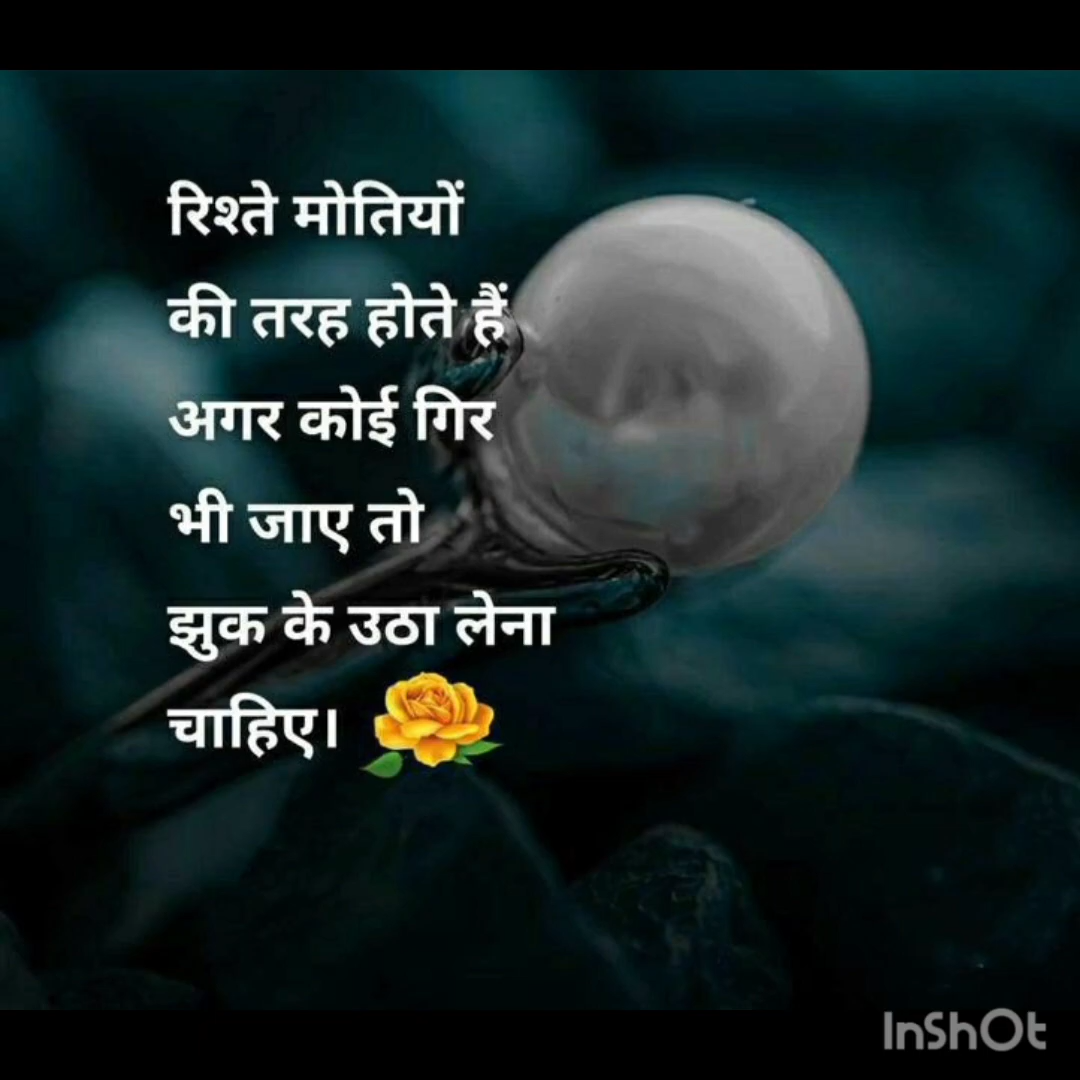 रिश्ते मोतियों
की तरह होते हैं
अगर कोई गिर
भी जाए तो
झुक के उठा लेना
चाहिए।
InShOt